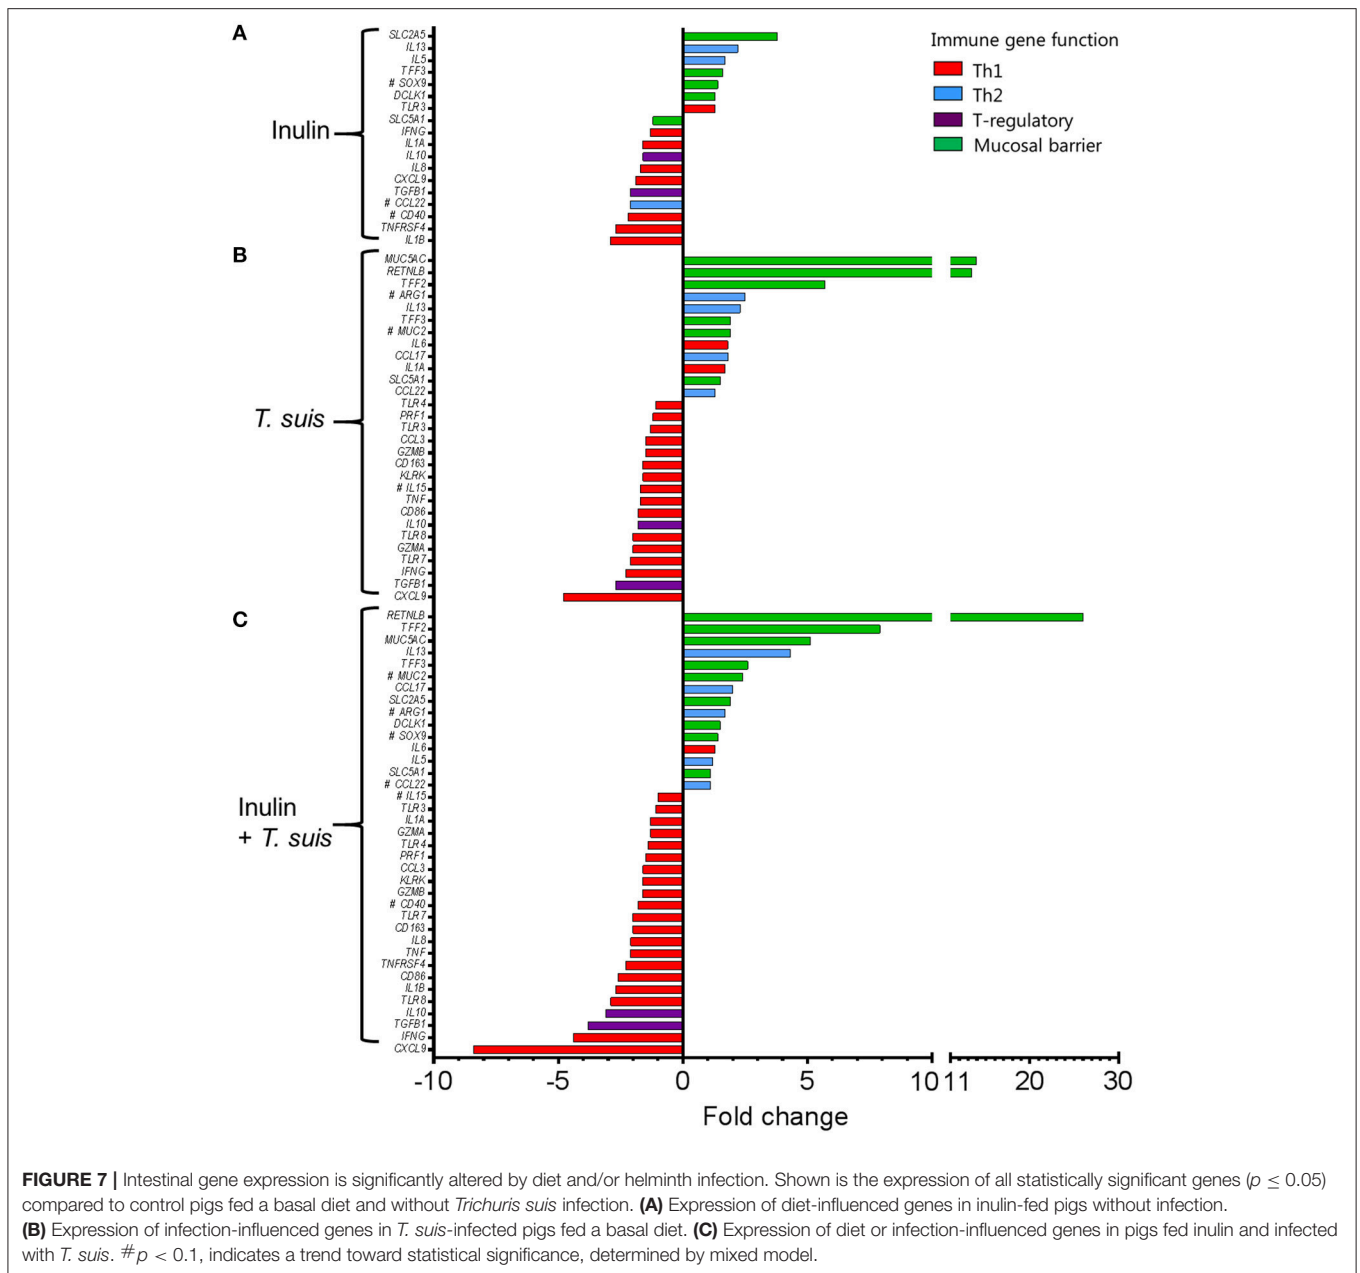 A
SLC2A5
IL13
IL5
TFF3
# SOX9
DCLK1
TLR3
SLC5A1
IFNG
IL1A
IL10
IL8
CXCL9
TGFB1
# CCL22
# CD40
TNFRSF4
IL1B
Inulin
Immune gene function
Th1
Th2
T-regulatory
Mucosal barrier
B
MUC5AC
RETNLB
TFF2
# ARG1
IL13
TFF3
# MUC2
IL6
CCL17
IL1A
SLC5A1
CCL22
TLR4
PRF1
TLR3
CCL3
GZMB
CD163
KLRK
# IL15
TNF
CD86
IL10
TLR8
GZMA
TLR7
IFNG
TGFB1
CXCL9
T. suis
C
RETNLB
TFF2
MUC5AC
IL13
TFF3
# MUC2
CCL17
SLC2A5
# ARG1
DCLK1
# SOX9
IL6
IL5
SLC5A1
# CCL22
# IL15
TLR3
IL1A
GZMA
TLR4
PRF1
CCL3
KLRK
GZMB
# CD40
TLR7
CD163
IL8
TNF
TNFRSF4
CD86
IL1B
TLR8
IL10
TGFB1
IFNG
CXCL9
Inulin
+ T. suis
-10 -5 0 5 10 11 20 30
Fold change
FIGURE 7 | Intestinal gene expression is significantly altered by diet and/or helminth infection. Shown is the expression of all statistically significant genes (p ≤ 0.05)
compared to control pigs fed a basal diet and without Trichuris suis infection. (A) Expression of diet-influenced genes in inulin-fed pigs without infection.
(B) Expression of infection-influenced genes in T. suis-infected pigs fed a basal diet. (C) Expression of diet or infection-influenced genes in pigs fed inulin and infected
with T. suis. #p < 0.1, indicates a trend toward statistical significance, determined by mixed model.